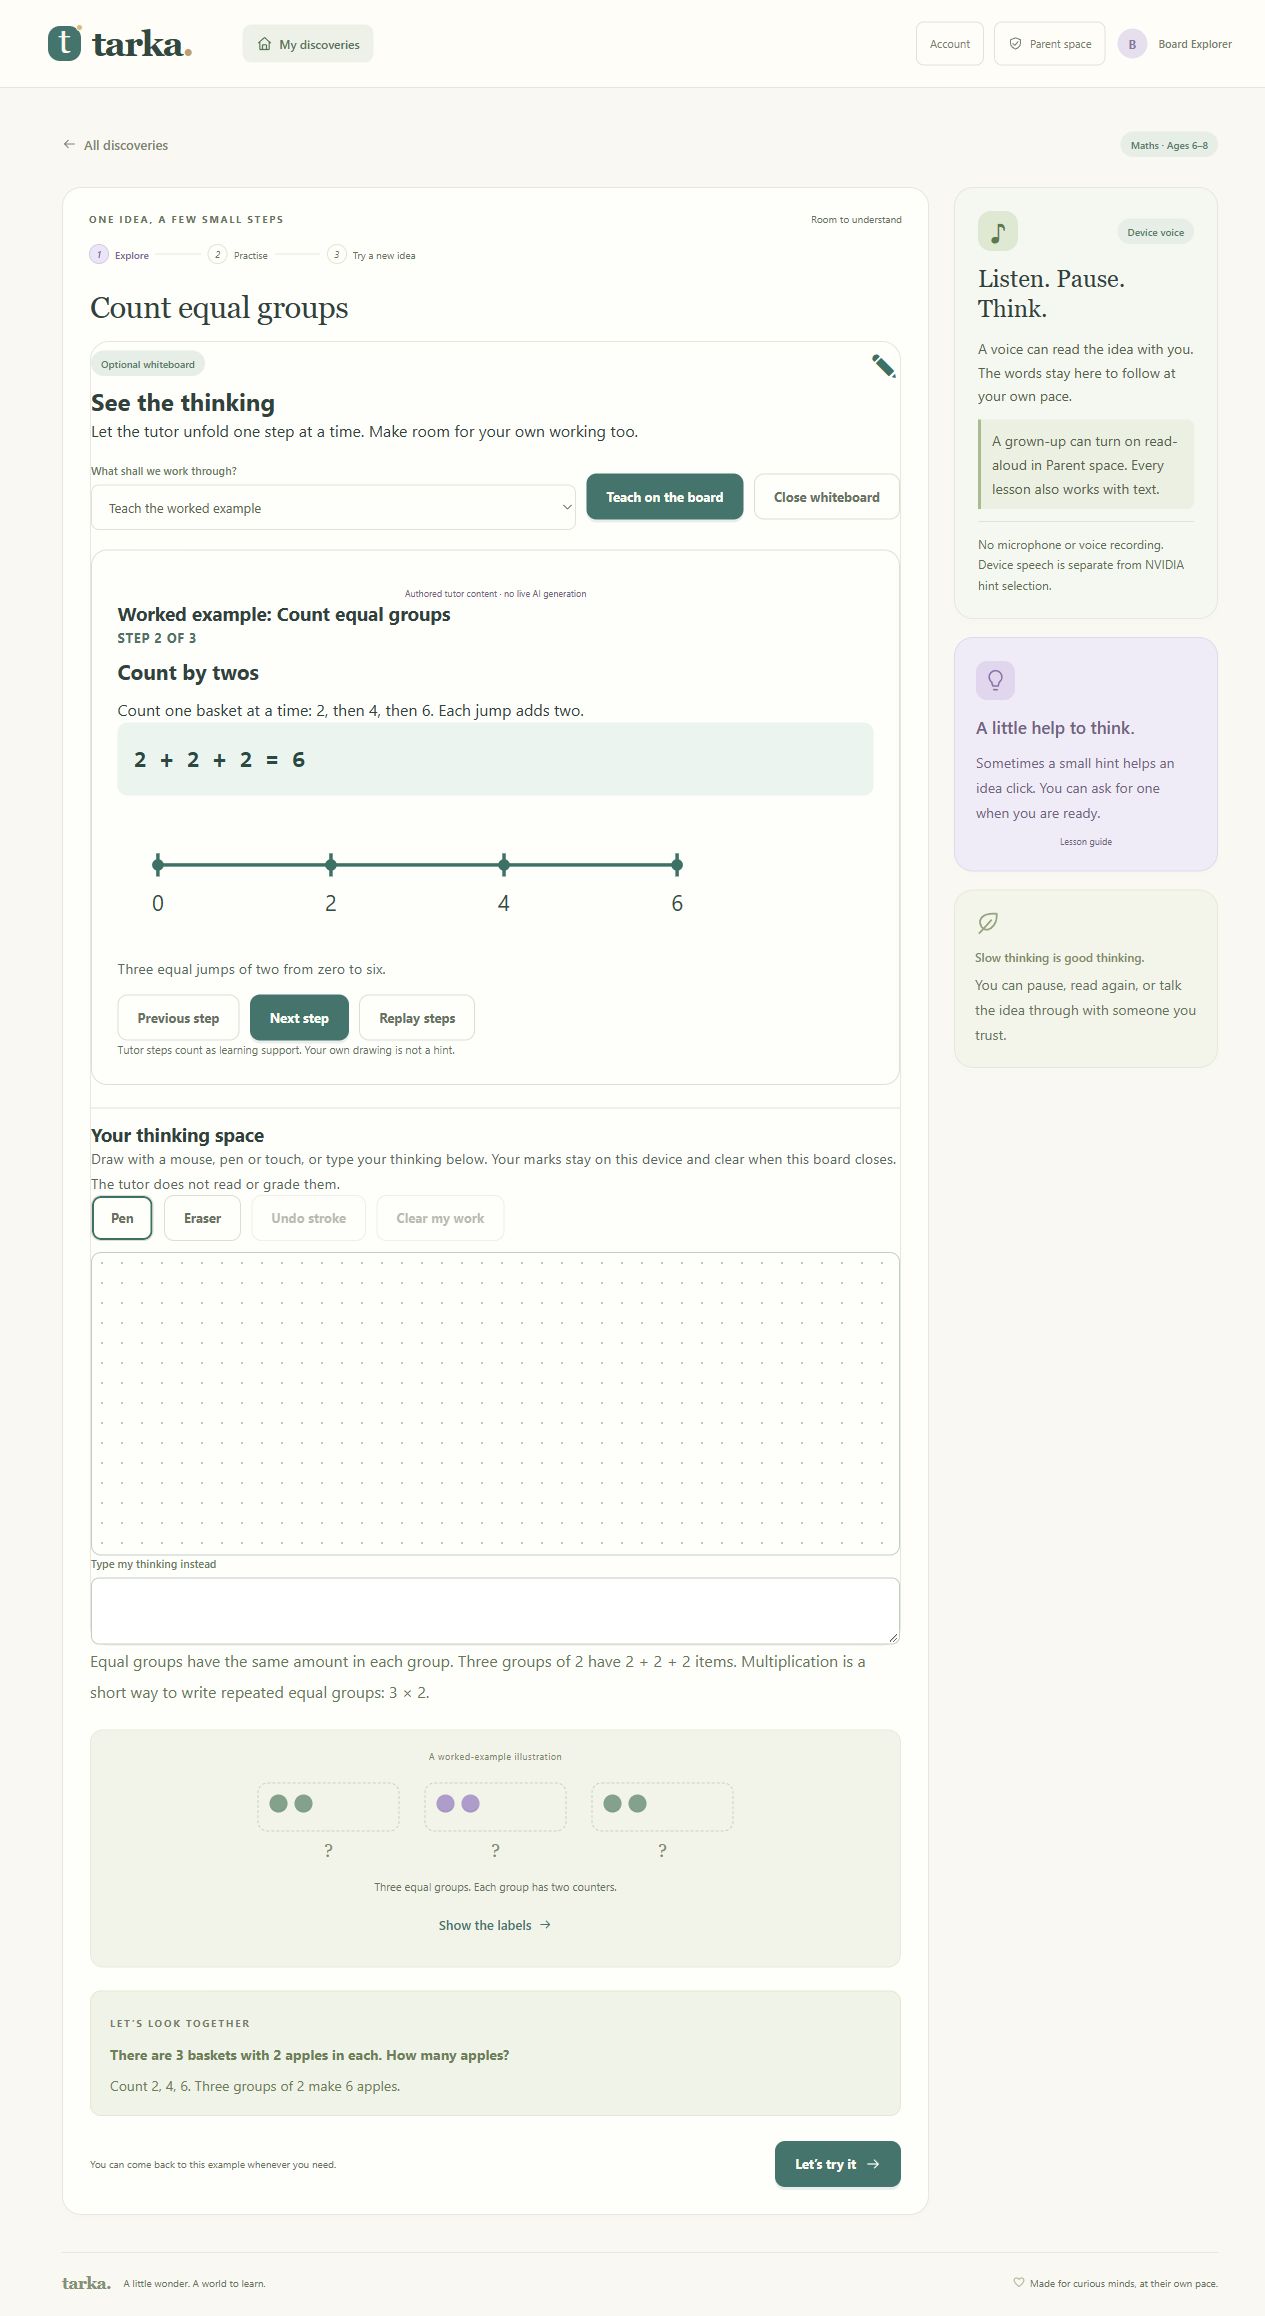 t tarka.
My discoveries
Account
Parent space
B
Board Explorer
← All discoveries
Maths · Ages 6–8
ONE IDEA, A FEW SMALL STEPS
Room to understand
1 Explore
2 Practise
3 Try a new idea
Count equal groups
Optional whiteboard
See the thinking
Let the tutor unfold one step at a time. Make room for your own working too.
What shall we work through?
Teach the worked example
Teach on the board
Close whiteboard
Authored tutor content · no live AI generation
Worked example: Count equal groups
STEP 2 OF 3
Count by twos
Count one basket at a time: 2, then 4, then 6. Each jump adds two.
2 + 2 + 2 = 6
0 2 4 6
Three equal jumps of two from zero to six.
Previous step
Next step
Replay steps
Tutor steps count as learning support. Your own drawing is not a hint.
Your thinking space
Draw with a mouse, pen or touch, or type your thinking below. Your marks stay on this device and clear when this board closes.
The tutor does not read or grade them.
Pen
Eraser
Undo stroke
Clear my work
Type my thinking instead
Equal groups have the same amount in each group. Three groups of 2 have 2 + 2 + 2 items. Multiplication is a
short way to write repeated equal groups: 3 × 2.
A worked-example illustration
? ? ?
Three equal groups. Each group has two counters.
Show the labels →
LET'S LOOK TOGETHER
There are 3 baskets with 2 apples in each. How many apples?
Count 2, 4, 6. Three groups of 2 make 6 apples.
You can come back to this example whenever you need.
Let's try it →
Device voice
Listen. Pause.
Think.
A voice can read the idea with you.
The words stay here to follow at
your own pace.
A grown-up can turn on read-
aloud in Parent space. Every
lesson also works with text.
No microphone or voice recording.
Device speech is separate from NVIDIA
hint selection.
A little help to think.
Sometimes a small hint helps an
idea click. You can ask for one
when you are ready.
Lesson guide
Slow thinking is good thinking.
You can pause, read again, or talk
the idea through with someone you
trust.
tarka.
A little wonder. A world to learn.
Made for curious minds, at their own pace.